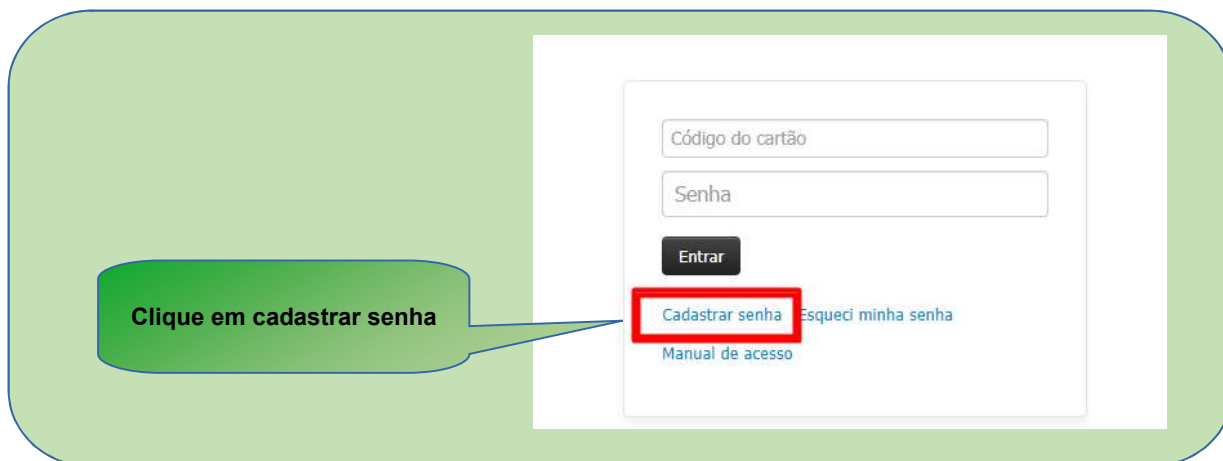 Código do cartão
Senha
Entrar
Clique em cadastrar senha
Cadastrar senha Esqueci minha senha
Manual de acesso